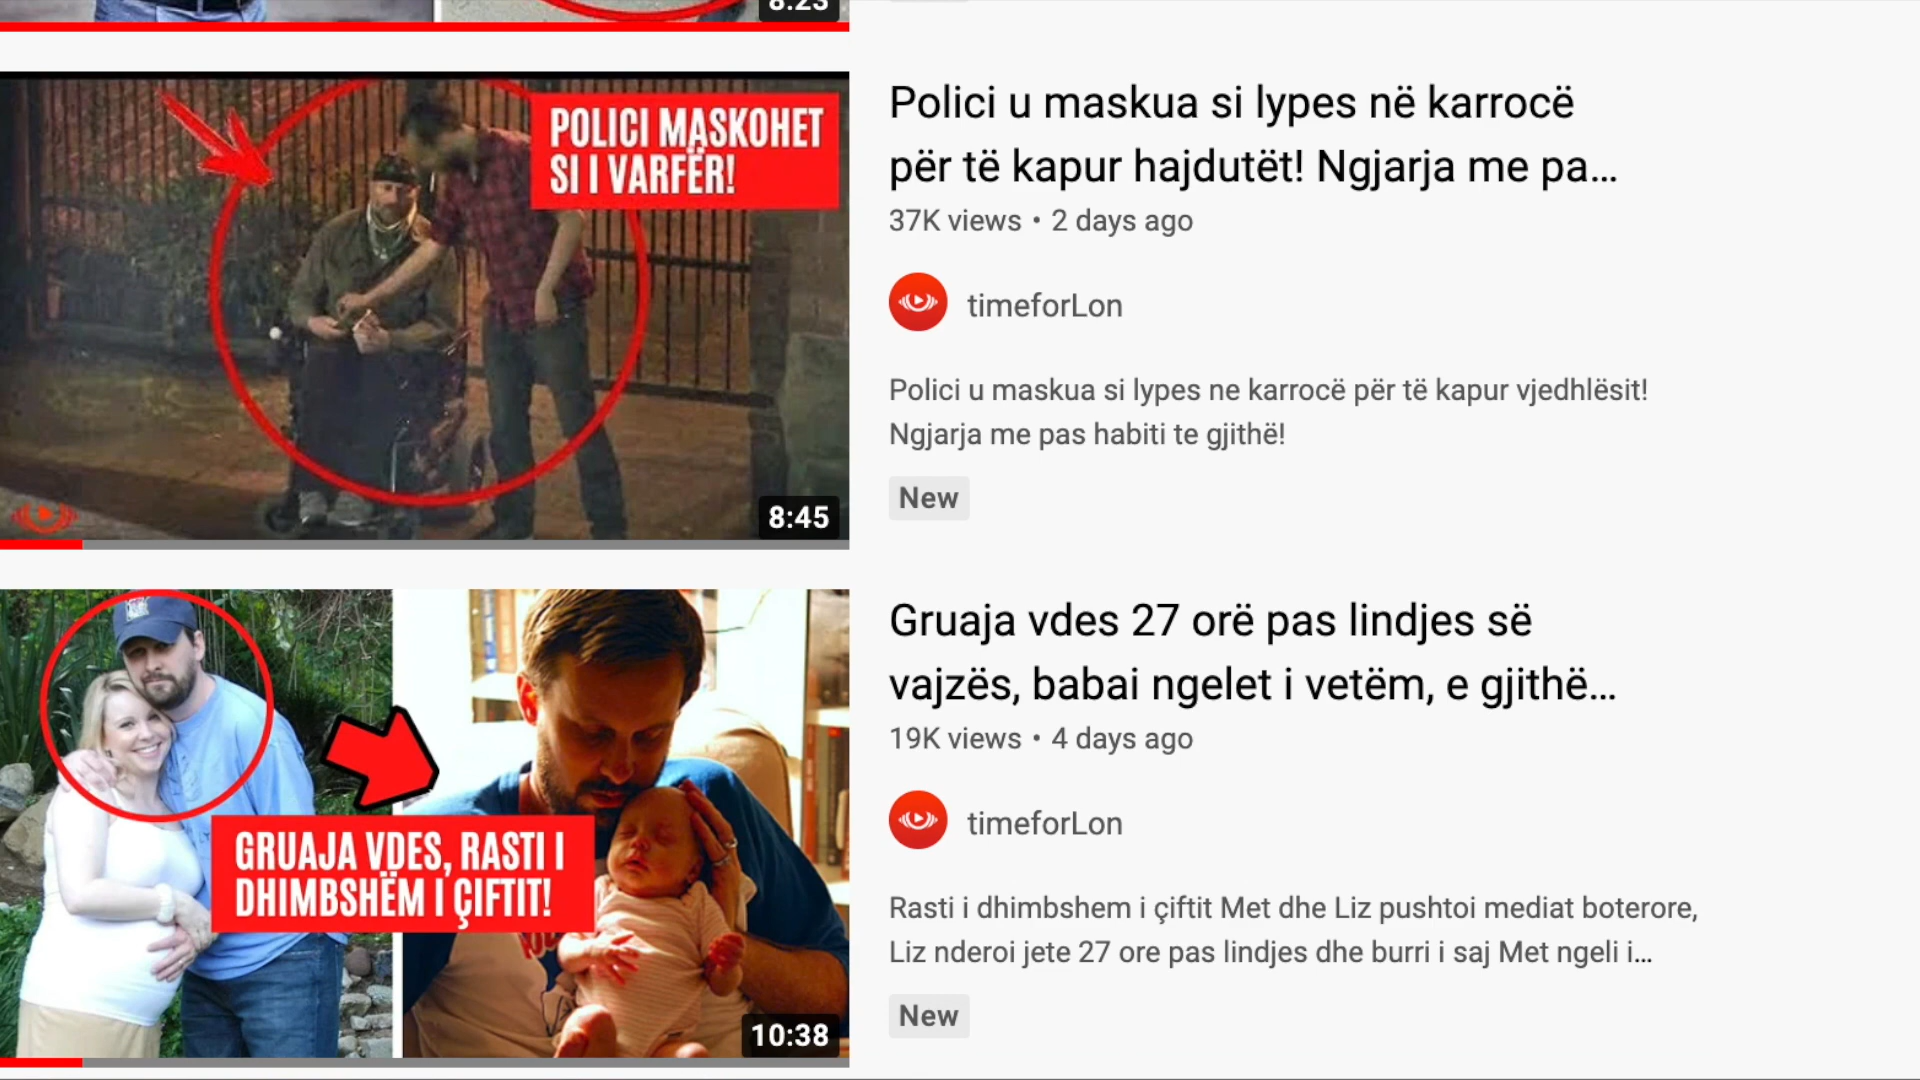 8:23
POLICI MASKOHET
SI I VARFËR!
8:45
Polici u maskua si lypes në karrocë
për të kapur hajdutët! Ngjarja me pa...
37K views • 2 days ago
timeforLon
Polici u maskua si lypes ne karrocë për të kapur vjedhlësit!
Ngjarja me pas habiti te gjithë!
New
GRUAJA VDES, RASTI I
DHIMBSHËM I ÇIFTIT!
10:38
Gruaja vdes 27 orë pas lindjes së
vajzës, babai ngelet i vetëm, e gjithë...
19K views • 4 days ago
timeforLon
Rasti i dhimbshem i çiftit Met dhe Liz pushtoi mediat boterore,
Liz nderoi jete 27 ore pas lindjes dhe burri i saj Met ngeli i...
New